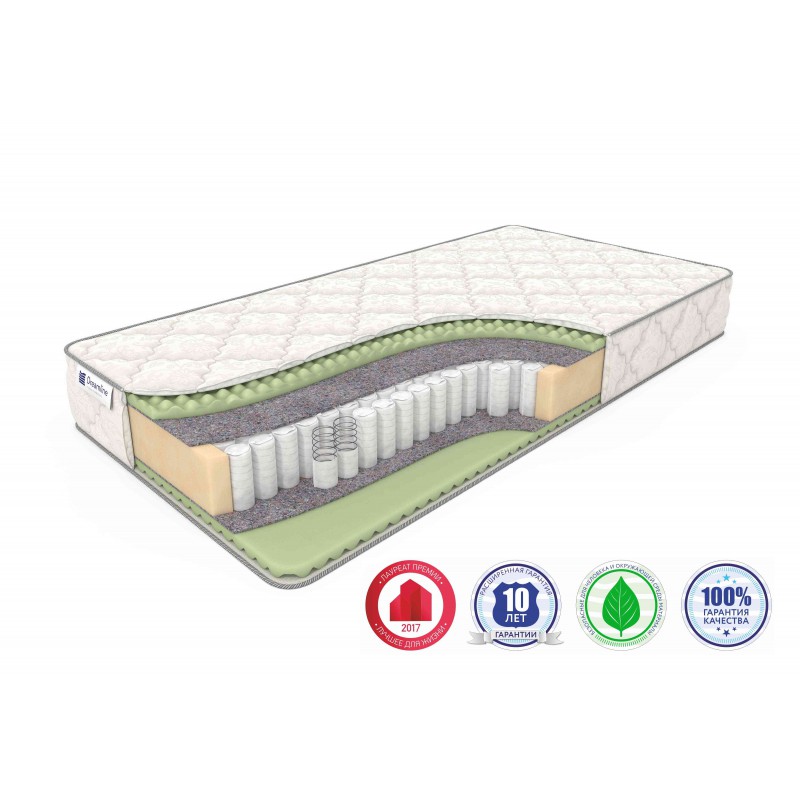 Dreamline
ЛАУРЕАТ ПРЕМИИ
2017
ЛУЧШЕЕ ДЛЯ ЖИЗНИ
РАСШИРЕННАЯ ГАРАНТИЯ
10
ЛЕТ
ГАРАНТИИ
БЕЗОПАСНЫЕ ДЛЯ ЧЕЛОВЕКА И ОКРУЖАЮЩЕЙ СРЕДЫ МАТЕРИАЛЫ
100%
ГАРАНТИЯ
КАЧЕСТВА